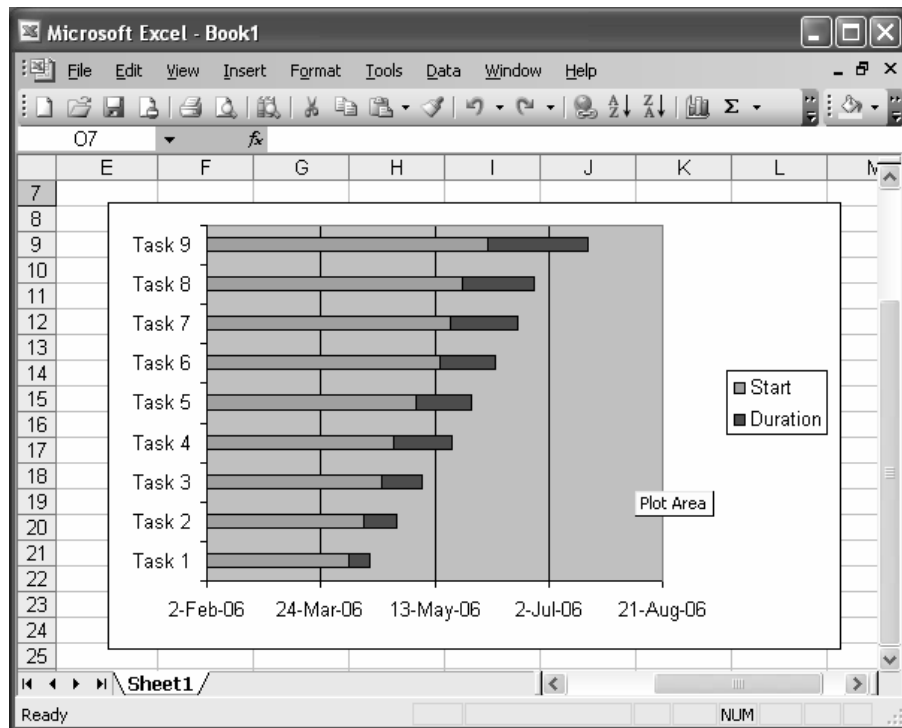 Microsoft Excel - Book1
File Edit View Insert Format Tools Data Window Help
O7 fx
E F G H I J K L M
7
8
9
10
11
12
13
14
15
16
17
18
19
20
21
22
23
24
25
Task 9
Task 8
Task 7
Task 6
Task 5
Task 4
Task 3
Task 2
Task 1
2-Feb-06 24-Mar-06 13-May-06 2-Jul-06 21-Aug-06
Start
Duration
Plot Area
Sheet1
Ready NUM